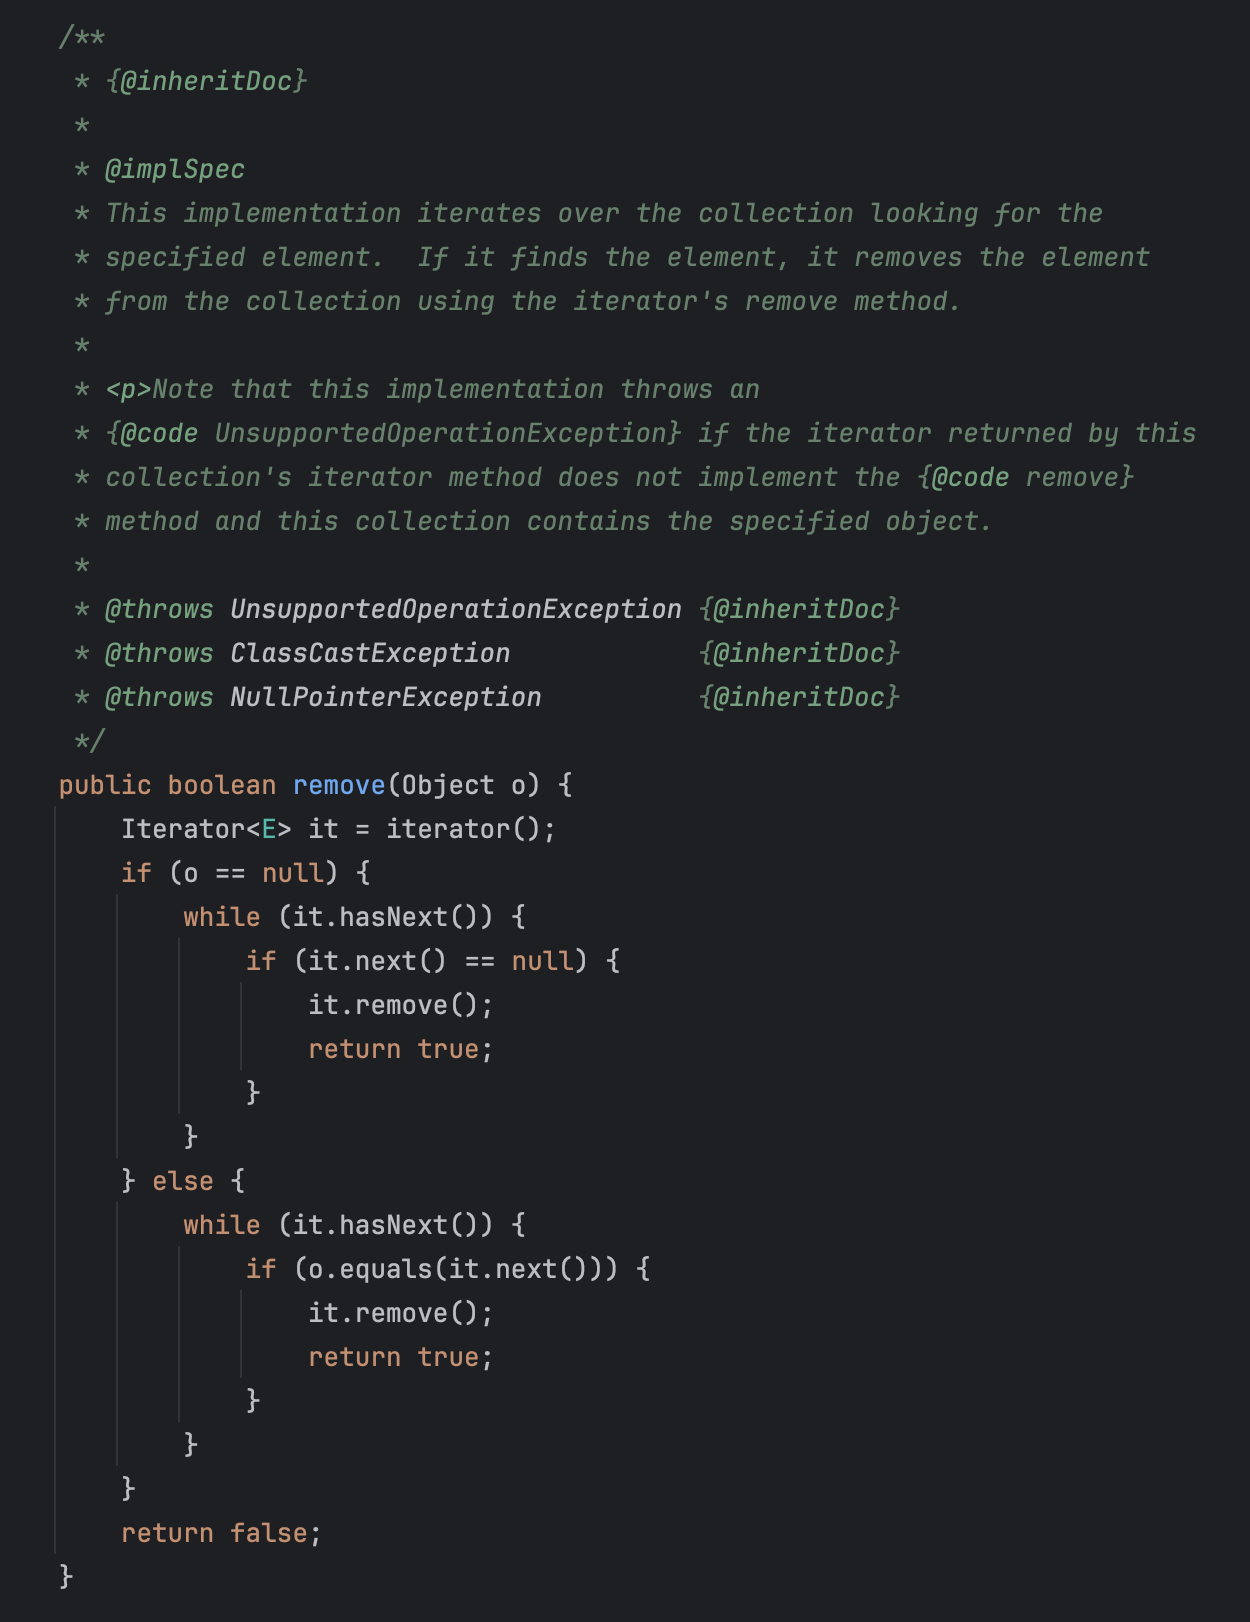 /**
 * {@inheritDoc}
 *
 * @implSpec
 * This implementation iterates over the collection looking for the
 * specified element.  If it finds the element, it removes the element
 * from the collection using the iterator's remove method.
 *
 * <p>Note that this implementation throws an
 * {@code UnsupportedOperationException} if the iterator returned by this
 * collection's iterator method does not implement the {@code remove}
 * method and this collection contains the specified object.
 *
 * @throws UnsupportedOperationException {@inheritDoc}
 * @throws ClassCastException            {@inheritDoc}
 * @throws NullPointerException          {@inheritDoc}
 */
public boolean remove(Object o) {
    Iterator<E> it = iterator();
    if (o == null) {
        while (it.hasNext()) {
            if (it.next() == null) {
                it.remove();
                return true;
            }
        }
    } else {
        while (it.hasNext()) {
            if (o.equals(it.next())) {
                it.remove();
                return true;
            }
        }
    }
    return false;
}